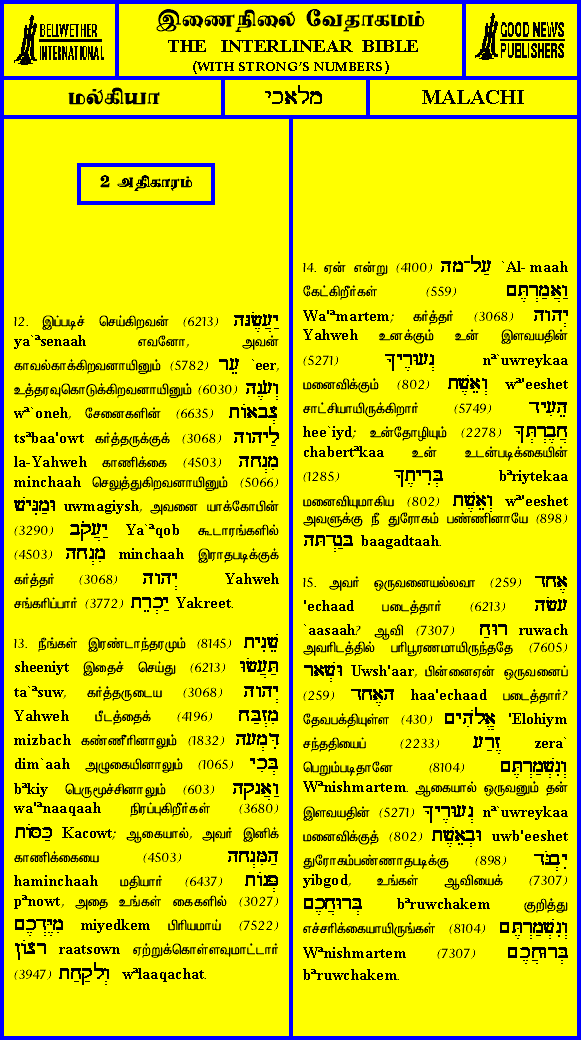 BELLWETHER
INTERNATIONAL
இணைநிலை வேதாகமம்
THE INTERLINEAR BIBLE
(WITH STRONG'S NUMBERS)
GOOD NEWS
PUBLISHERS
மல்கியா
מלאכי
MALACHI
2 அதிகாரம்
12. இப்படிச் செய்கிறவன் (6213) יַעֲשֶׂנָּה
ya`ªsenaah எவனோ, அவன்
காவல்காக்கிறவனாயினும் (5782) עֵר `eer,
உத்தரவுகொடுக்கிறவனாயினும் (6030) וְעֹנֶה
wª`oneh, சேனைகளின் (6635) צְבָאוֹת
tsªbaa'owt கர்த்தருக்குக் (3068) לַיהוָה
la-Yahweh காணிக்கை (4503) מִנְחָה
minchaah செலுத்துகிறவனாயினும் (5066)
וּמַגִּישׁ uwmagiysh, அவனை யாக்கோபின்
(3290) יַעֲקֹב Ya`ªqob கூடாரங்களில்
(4503) מִנְחָה minchaah இராதபடிக்குக்
கர்த்தர் (3068) יְהוָה Yahweh
சங்கரிப்பார் (3772) יַכְרֵת Yakreet.
13. நீங்கள் இரண்டாந்தரமும் (8145) שֵׁנִית
sheeniyt இதைச் செய்து (6213) תַּעֲשׂוּ
ta`ªsuw, கர்த்தருடைய (3068) יְהוָה
Yahweh பீடத்தைக் (4196) מִזְבַּח
mizbach கண்ணீரினாலும் (1832) דִּמְעָה
dim`aah அழுகையினாலும் (1065) בְּכִי
bªkiy பெருமூச்சினாலும் (603) וַאֲנָקָה
wa'ªnaaqaah நிரப்புகிறீர்கள் (3680)
כַּסּוֹת Kacowt; ஆகையால், அவர் இனிக்
காணிக்கையை (4503) הַמִּנְחָה
haminchaah மதியார் (6437) פְּנוֹת
pªnowt, அதை உங்கள் கைகளில் (3027)
מִיֶּדְכֶם miyedkem பிரியமாய் (7522)
רָצוֹן raatsown ஏற்றுக்கொள்ளவுமாட்டார்
(3947) וְלָקַחַת wªlaaqachat.
14. ஏன் என்று (4100) עַל־מָה `Al- maah
கேட்கிறீர்கள் (559) וַאֲמַרְתֶּם
Wa'ªmartem; கர்த்தர் (3068) יְהוָה
Yahweh உனக்கும் உன் இளவயதின்
(5271) נְעוּרֶיךָ nª`uwreykaa
மனைவிக்கும் (802) וְאֵשֶׁת wª'eeshet
சாட்சியாயிருக்கிறார் (5749) הֵעִיד
hee`iyd; உன்தோழியும் (2278) חֲבֶרְתְּךָ
chabertªkaa உன் உடன்படிக்கையின்
(1285) בְּרִיתֶךָ bªriytekaa
மனைவியுமாகிய (802) וְאֵשֶׁת wª'eeshet
அவளுக்கு நீ துரோகம் பண்ணினாயே (898)
בָּגַדְתָּה baagadtaah.
15. அவர் ஒருவனையல்லவா (259) אֶחָד
'echaad படைத்தார் (6213) עָשָׂה
`aasaah? ஆவி (7307) רוּחַ ruwach
அவரிடத்தில் பரிபூரணமாயிருந்ததே (7605)
וּשְׁאָר Uwsh'aar, பின்னைஏன் ஒருவனைப்
(259) הָאֶחָד haa'echaad படைத்தார்?
தேவபக்தியுள்ள (430) אֱלֹהִים 'Elohiym
சந்ததியைப் (2233) זֶרַע zera`
பெறும்படிதானே (8104) וְנִשְׁמַרְתֶּם
Wªnishmartem. ஆகையால் ஒருவனும் தன்
இளவயதின் (5271) נְעוּרֶיךָ nª`uwreykaa
மனைவிக்குத் (802) וּבְאֵשֶׁת uwb'eeshet
துரோகம்பண்ணாதபடிக்கு (898) יִבְגֹּד
yibgod, உங்கள் ஆவியைக் (7307)
בְּרוּחֲכֶם bªruwchakem குறித்து
எச்சரிக்கையாயிருங்கள் (8104) וְנִשְׁמַרְתֶּם
Wªnishmartem (7307) בְּרוּחֲכֶם
bªruwchakem.